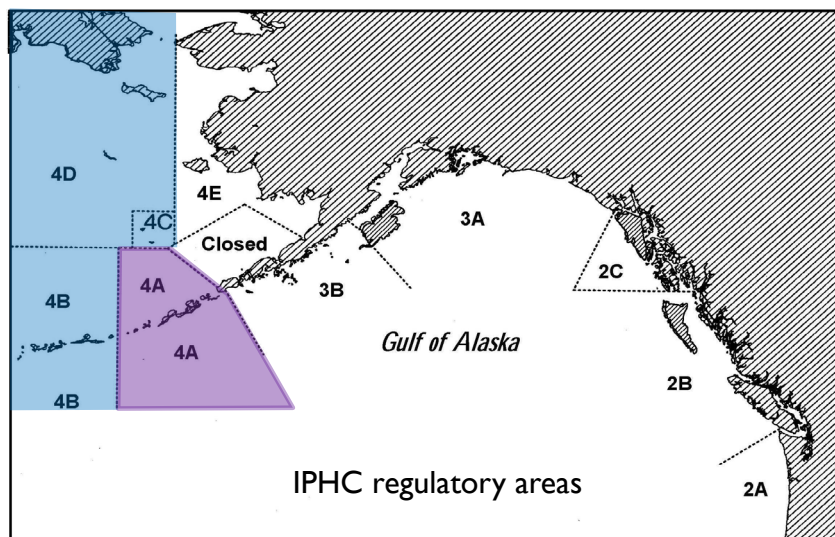 4D
4E
4C
3A
Closed
2C
4A
4B
3B
Gulf of Alaska
4A
2B
4B
IPHC regulatory areas
2A